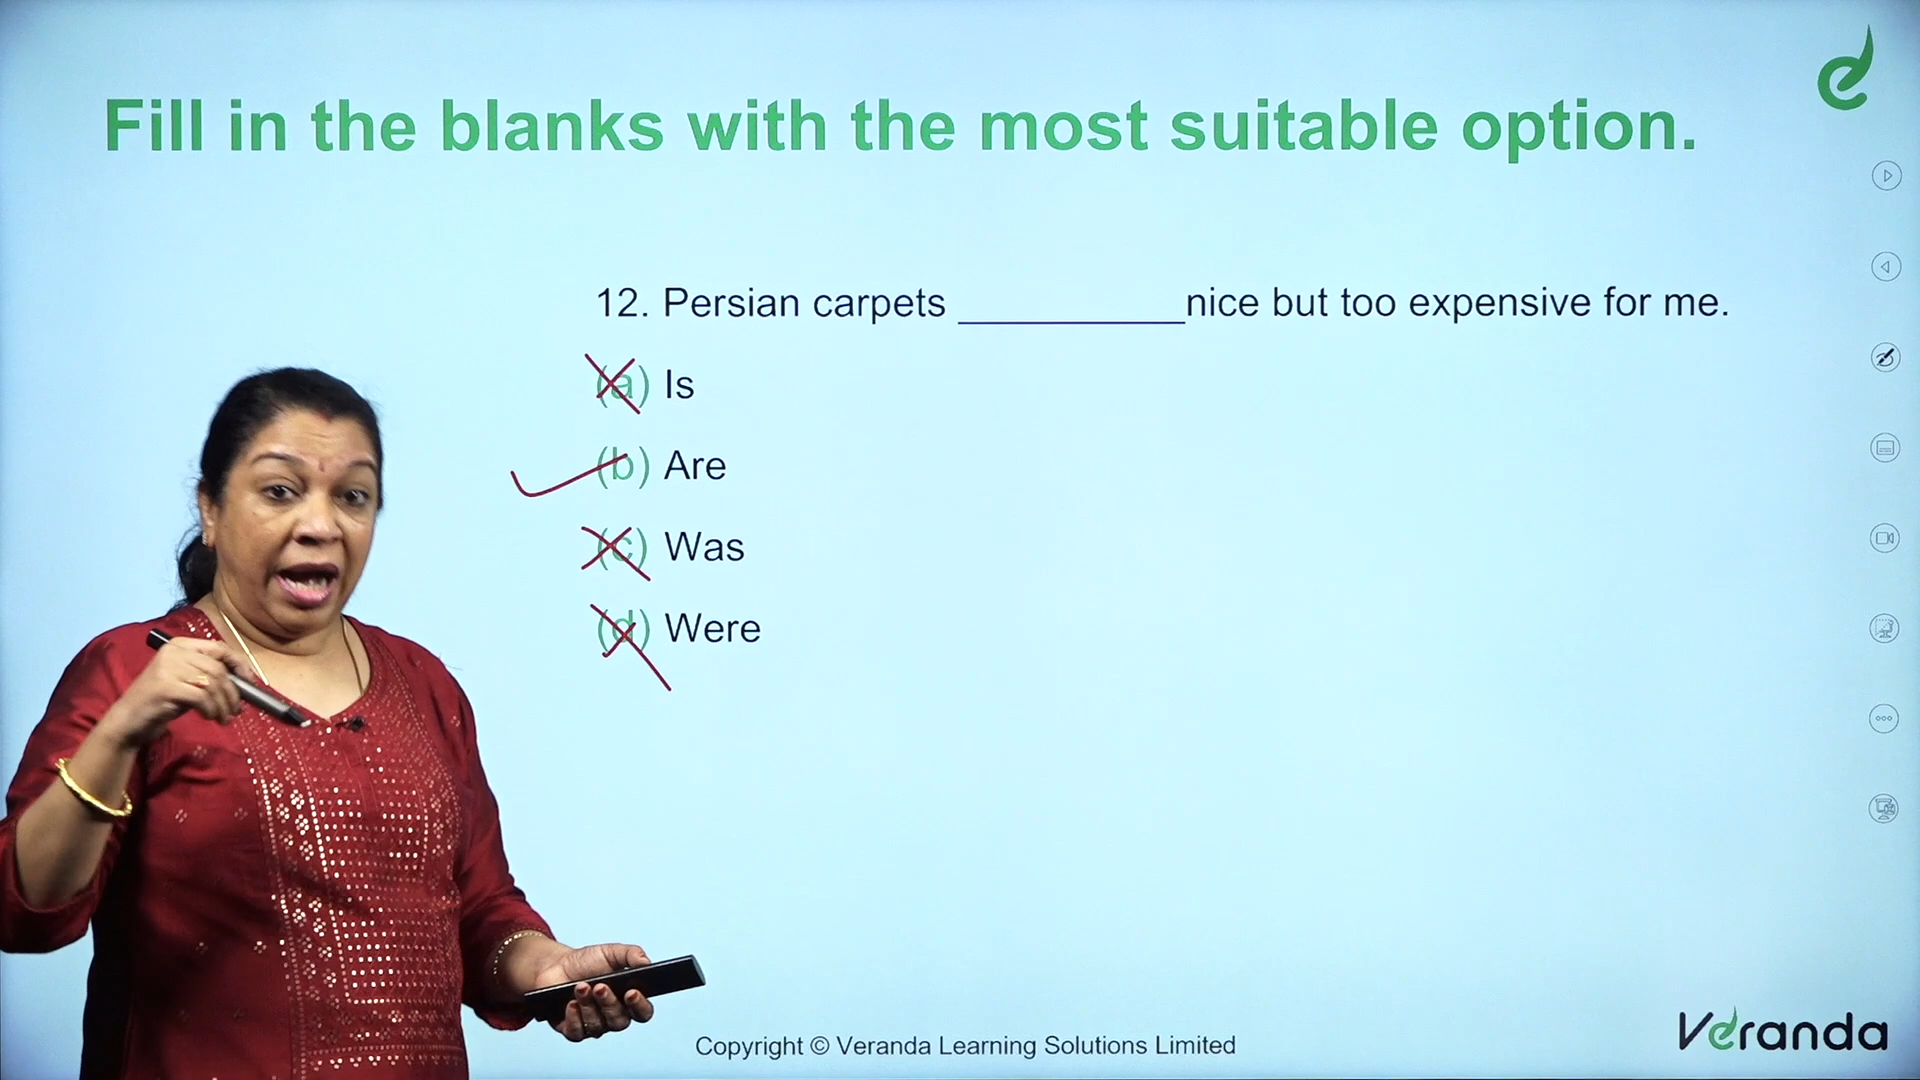 Fill in the blanks with the most suitable option.
12. Persian carpets __________nice but too expensive for me.
(a) Is
(b) Are
(c) Was
(d) Were
Copyright © Veranda Learning Solutions Limited
Veranda